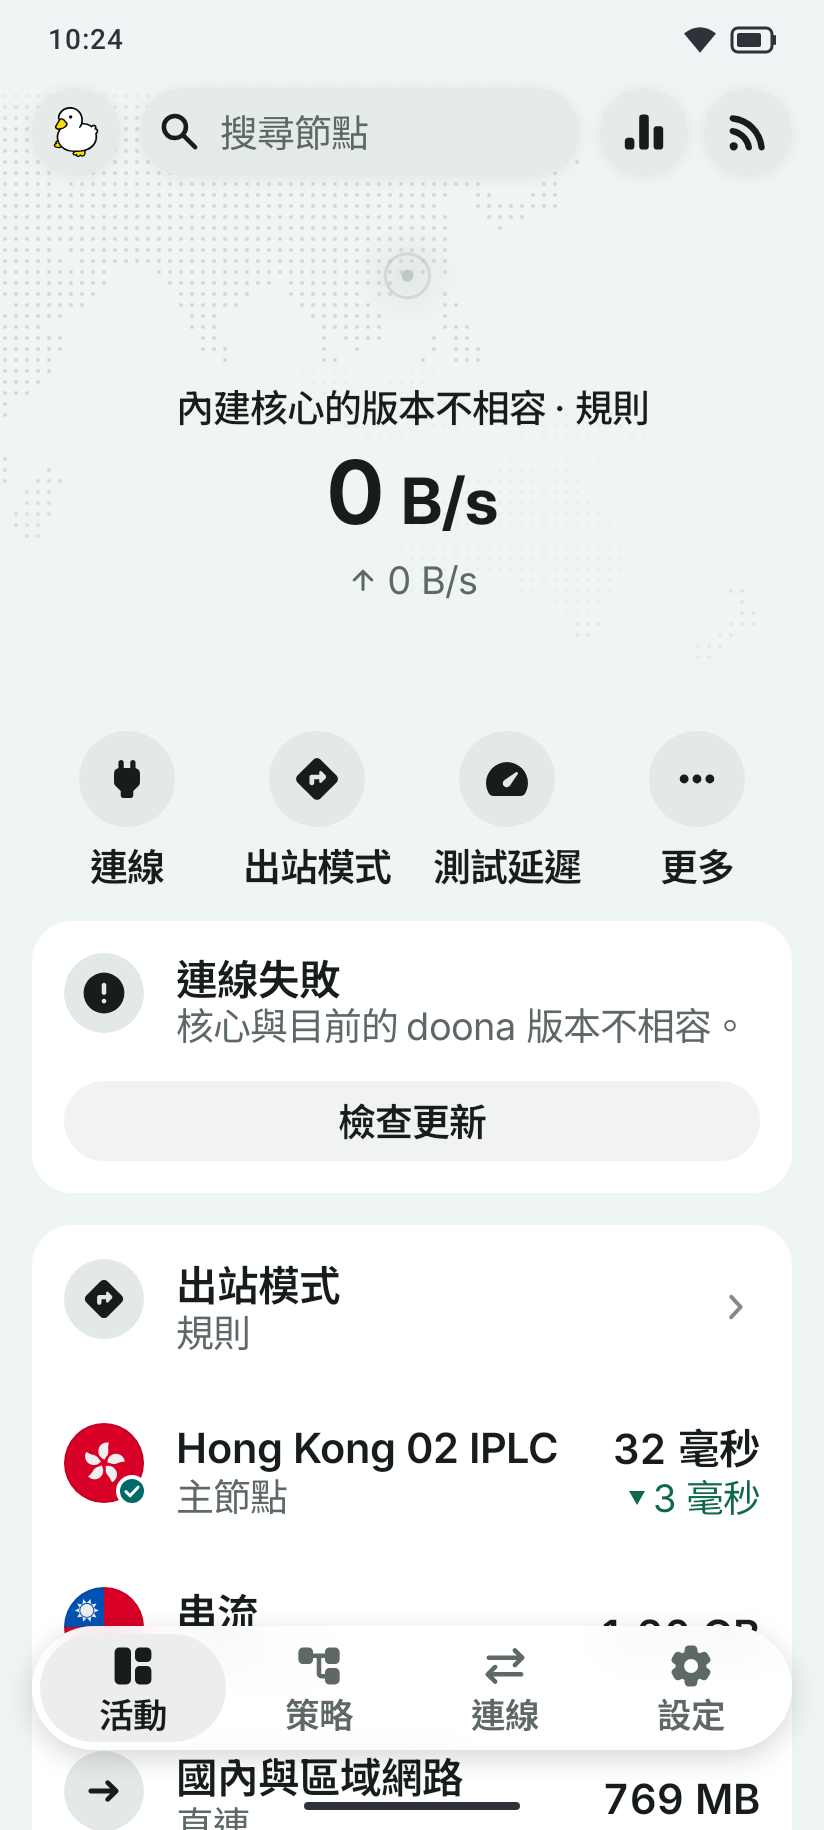 10:24
搜尋節點
內建核心的版本不相容 · 規則
0 B/s
↑ 0 B/s
連線
出站模式
測試延遲
更多
連線失敗
核心與目前的 doona 版本不相容。
檢查更新
出站模式
規則
Hong Kong 02 IPLC
32 毫秒
主節點
▼ 3 毫秒
串流
活動
策略
連線
設定
國內與區域網路
769 MB
直連